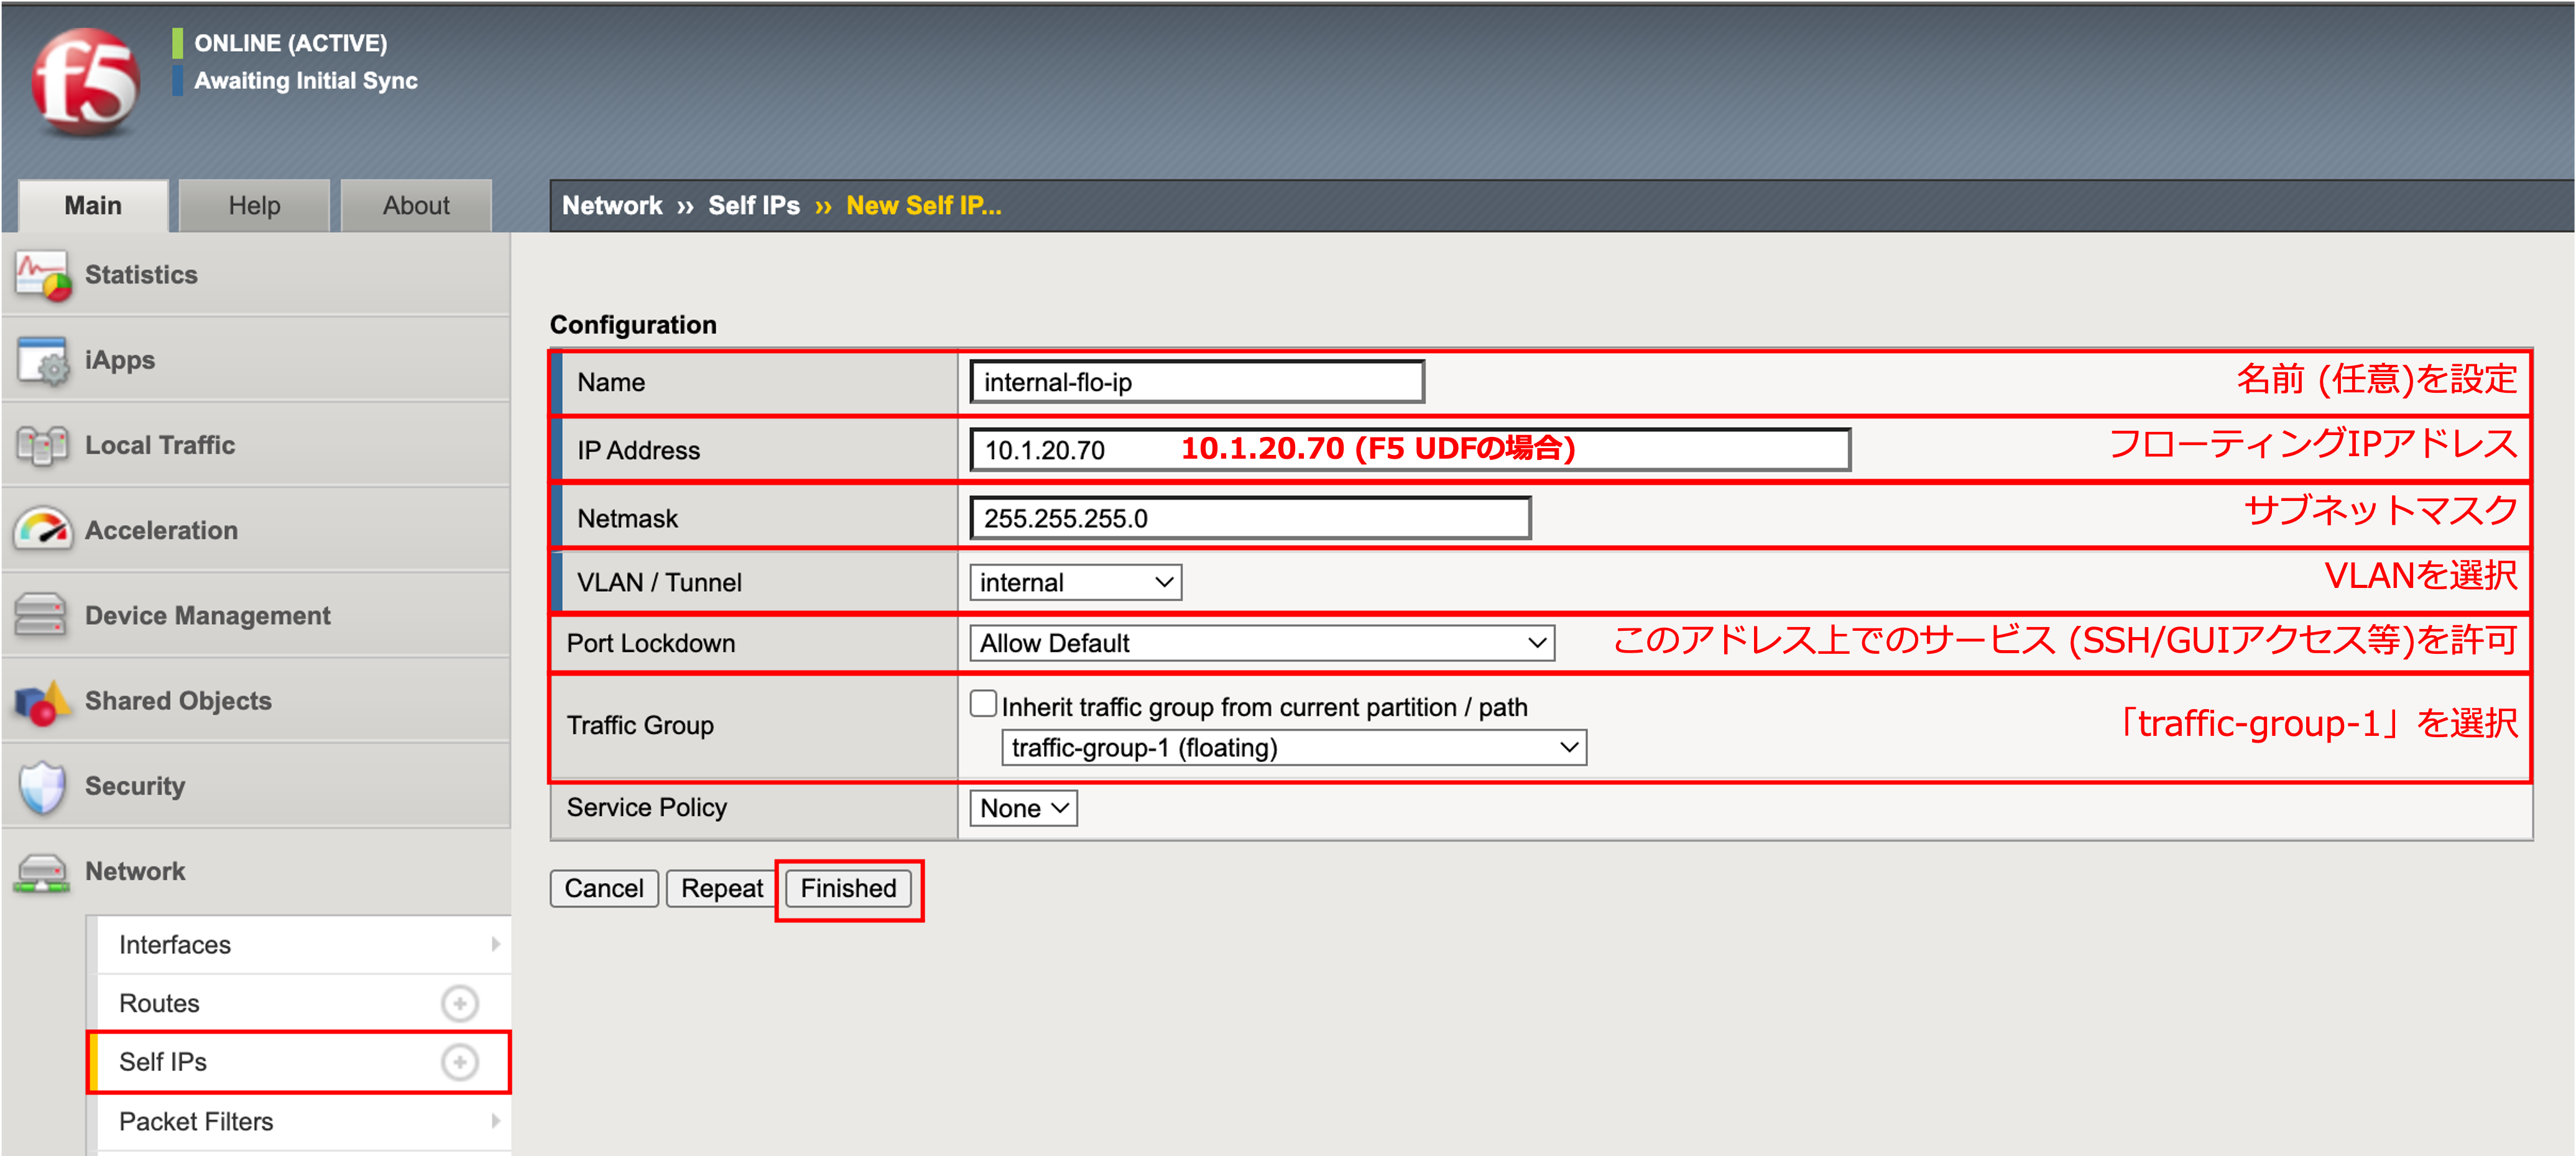 f5
ONLINE (ACTIVE)
Awaiting Initial Sync
Main
Help
About
Network ›› Self IPs ›› New Self IP...
Statistics
iApps
Local Traffic
Acceleration
Device Management
Shared Objects
Security
Network
Interfaces
Routes
Self IPs
Packet Filters
Configuration
Name internal-flo-ip 名前 (任意)を設定
IP Address 10.1.20.70 10.1.20.70 (F5 UDFの場合) フローティングIPアドレス
Netmask 255.255.255.0 サブネットマスク
VLAN / Tunnel internal VLANを選択
Port Lockdown Allow Default このアドレス上でのサービス (SSH/GUIアクセス等)を許可
Traffic Group Inherit traffic group from current partition / path
traffic-group-1 (floating) 「traffic-group-1」を選択
Service Policy None
Cancel Repeat Finished